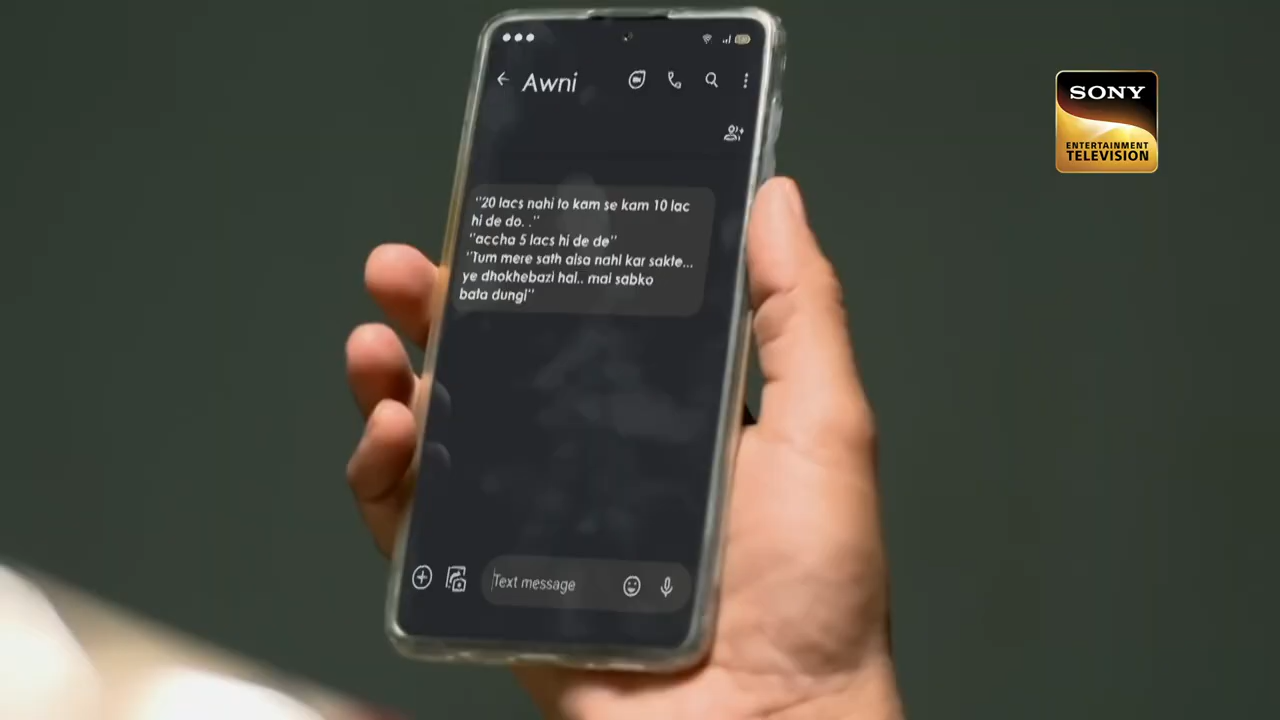 Awni
SONY
ENTERTAINMENT
TELEVISION
"20 lacs nahi to kam se kam 10 lac
hi de do. ."
"accha 5 lacs hi de de"
"Tum mere sath aisa nahi kar sakte...
ye dhokhebazi hai.. mai sabko
bata dungi"
Text message